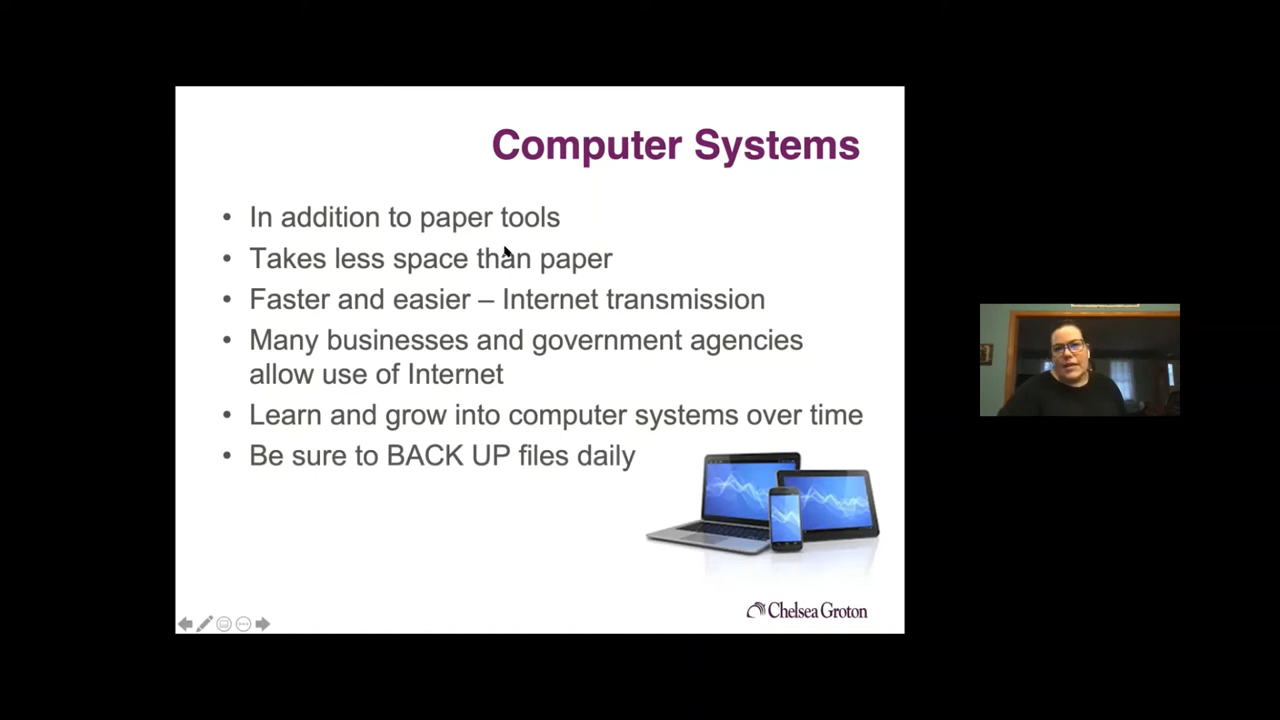 Computer Systems
• In addition to paper tools
• Takes less space than paper
• Faster and easier – Internet transmission
• Many businesses and government agencies
allow use of Internet
• Learn and grow into computer systems over time
• Be sure to BACK UP files daily
Chelsea Groton